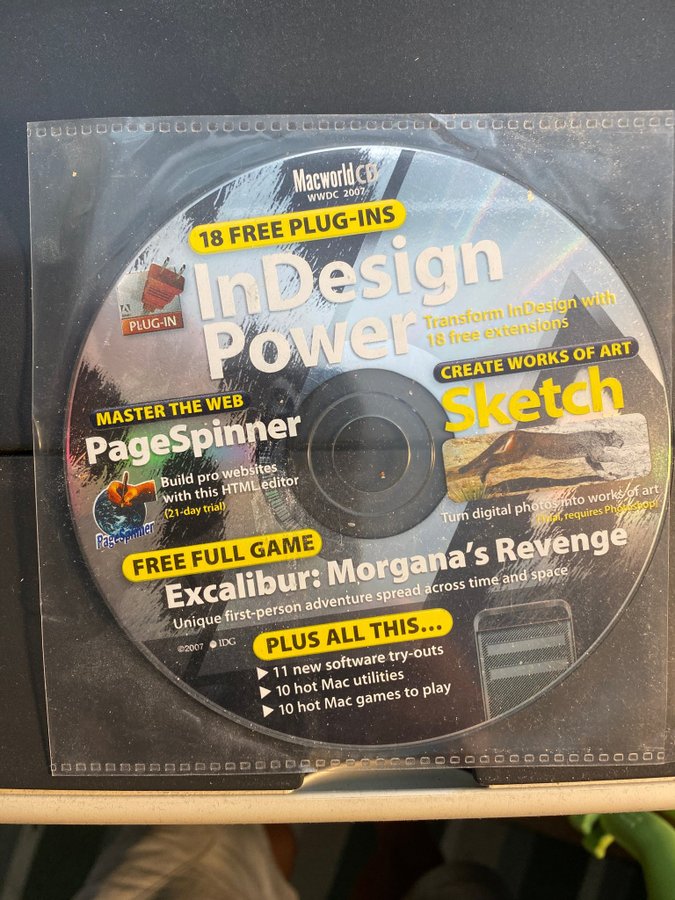 Macworld CD
WWDC 2007
18 FREE PLUG-INS
InDesign
Power
Transform InDesign with
18 free extensions
PLUG-IN
CREATE WORKS OF ART
Sketch
MASTER THE WEB
PageSpinner
Build pro websites
with this HTML editor
(21-day trial)
PageSpinner
Turn digital photos into works of art
(Trial, requires Photoshop)
FREE FULL GAME
Excalibur: Morgana's Revenge
Unique first-person adventure spread across time and space
©2007 IDG
PLUS ALL THIS...
▶ 11 new software try-outs
▶ 10 hot Mac utilities
▶ 10 hot Mac games to play